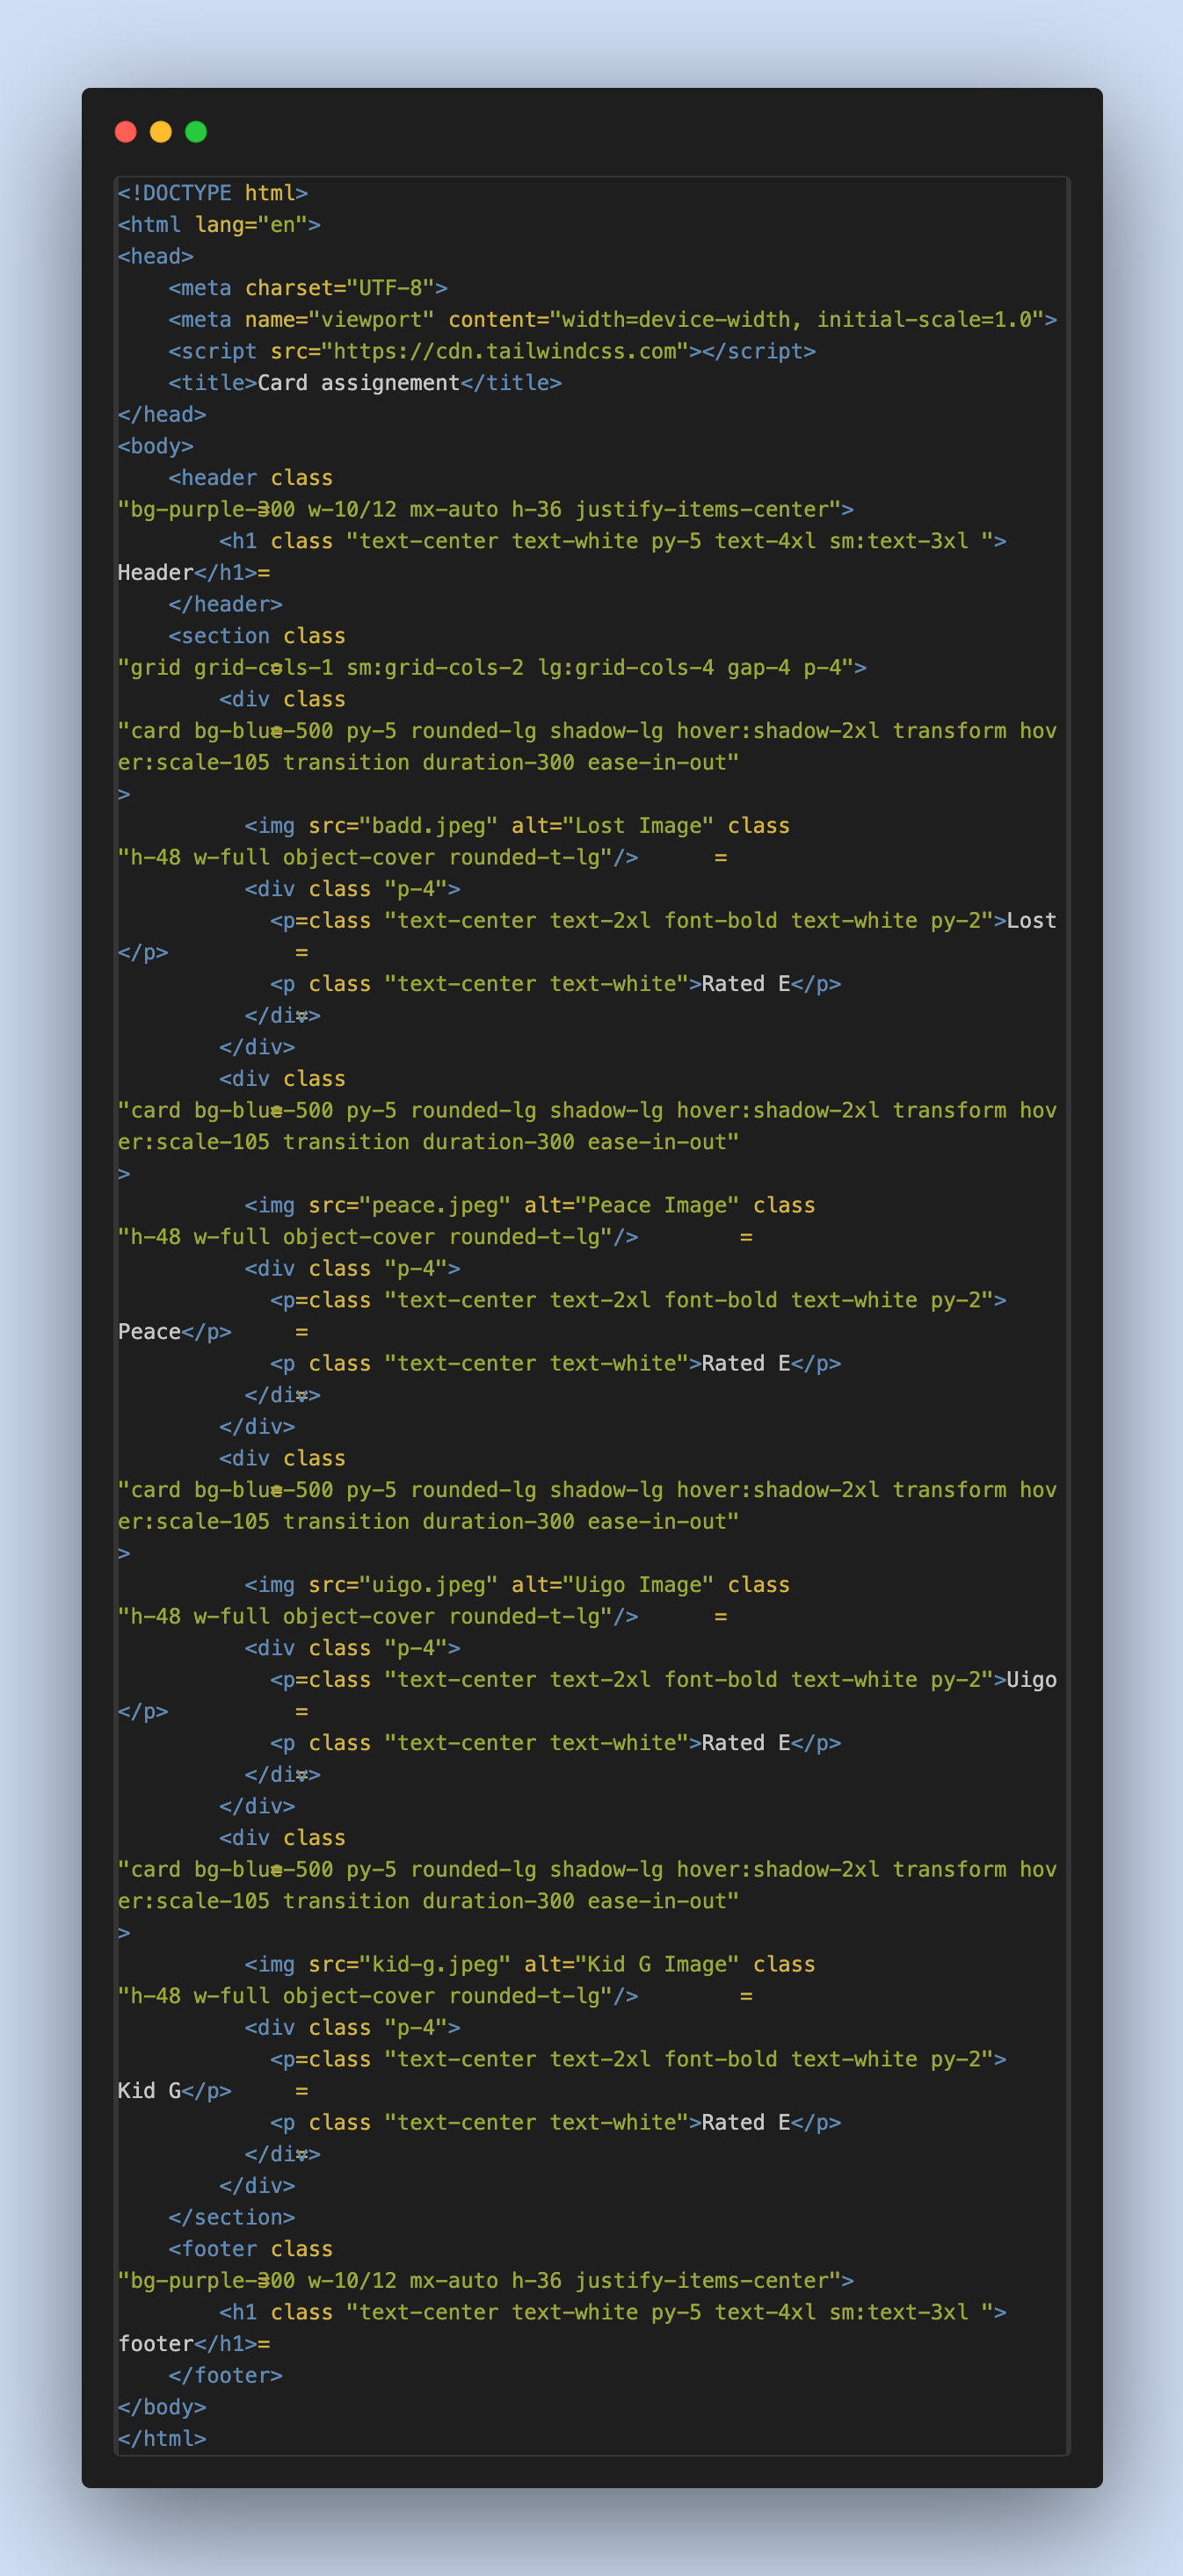 <!DOCTYPE html>
<html lang="en">
<head>
    <meta charset="UTF-8">
    <meta name="viewport" content="width=device-width, initial-scale=1.0">
    <script src="https://cdn.tailwindcss.com"></script>
    <title>Card assignement</title>
</head>
<body>
    <header class=
"bg-purple-300 w-10/12 mx-auto h-36 justify-items-center">
        <h1 class="text-center text-white py-5 text-4xl sm:text-3xl ">
Header</h1>
    </header>
    <section class=
"grid grid-cols-1 sm:grid-cols-2 lg:grid-cols-4 gap-4 p-4">
        <div class=
"card bg-blue-500 py-5 rounded-lg shadow-lg hover:shadow-2xl transform hov
er:scale-105 transition duration-300 ease-in-out"
>
          <img src="badd.jpeg" alt="Lost Image" class=
"h-48 w-full object-cover rounded-t-lg"/>
          <div class="p-4">
            <p class="text-center text-2xl font-bold text-white py-2">Lost
</p>
            <p class="text-center text-white">Rated E</p>
          </div>
        </div>
        <div class=
"card bg-blue-500 py-5 rounded-lg shadow-lg hover:shadow-2xl transform hov
er:scale-105 transition duration-300 ease-in-out"
>
          <img src="peace.jpeg" alt="Peace Image" class=
"h-48 w-full object-cover rounded-t-lg"/>
          <div class="p-4">
            <p class="text-center text-2xl font-bold text-white py-2">
Peace</p>
            <p class="text-center text-white">Rated E</p>
          </div>
        </div>
        <div class=
"card bg-blue-500 py-5 rounded-lg shadow-lg hover:shadow-2xl transform hov
er:scale-105 transition duration-300 ease-in-out"
>
          <img src="uigo.jpeg" alt="Uigo Image" class=
"h-48 w-full object-cover rounded-t-lg"/>
          <div class="p-4">
            <p class="text-center text-2xl font-bold text-white py-2">Uigo
</p>
            <p class="text-center text-white">Rated E</p>
          </div>
        </div>
        <div class=
"card bg-blue-500 py-5 rounded-lg shadow-lg hover:shadow-2xl transform hov
er:scale-105 transition duration-300 ease-in-out"
>
          <img src="kid-g.jpeg" alt="Kid G Image" class=
"h-48 w-full object-cover rounded-t-lg"/>
          <div class="p-4">
            <p class="text-center text-2xl font-bold text-white py-2">
Kid G</p>
            <p class="text-center text-white">Rated E</p>
          </div>
        </div>
    </section>
    <footer class=
"bg-purple-300 w-10/12 mx-auto h-36 justify-items-center">
        <h1 class="text-center text-white py-5 text-4xl sm:text-3xl ">
footer</h1>
    </footer>
</body>
</html>